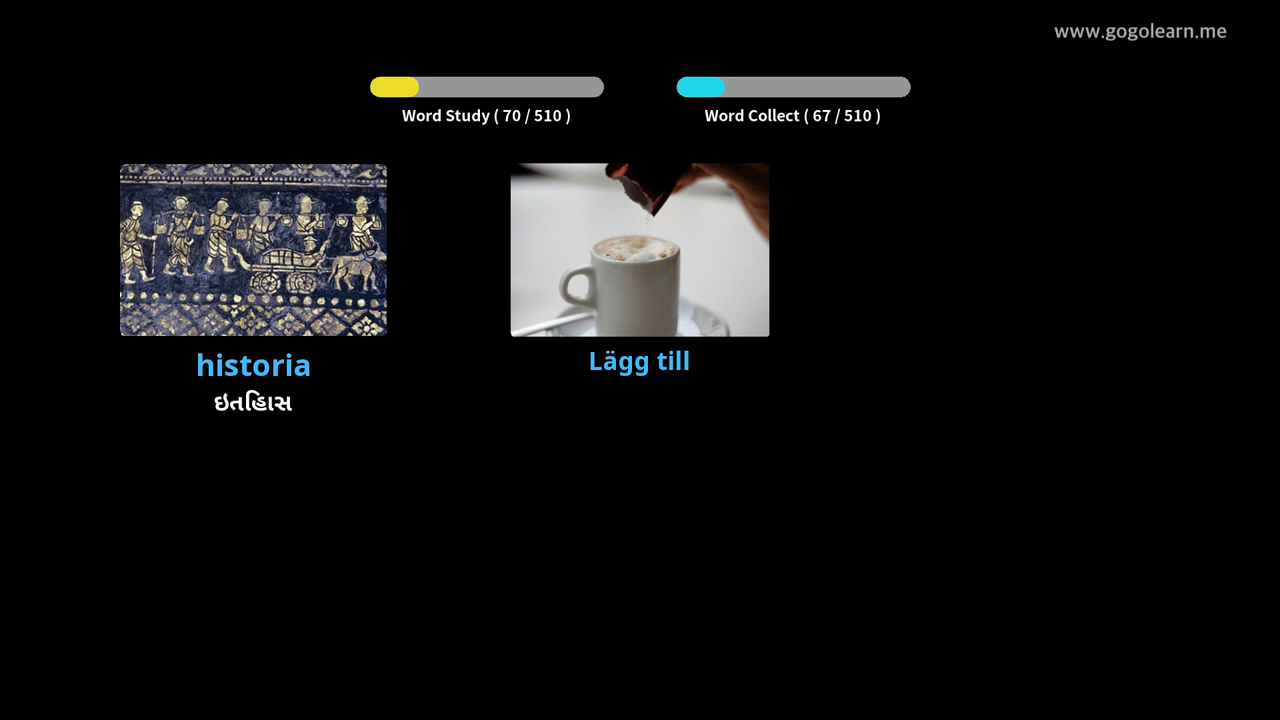 www.gogolearn.me
Word Study ( 70 / 510 )
Word Collect ( 67 / 510 )
historia
ઇતિહાસ
Lägg till